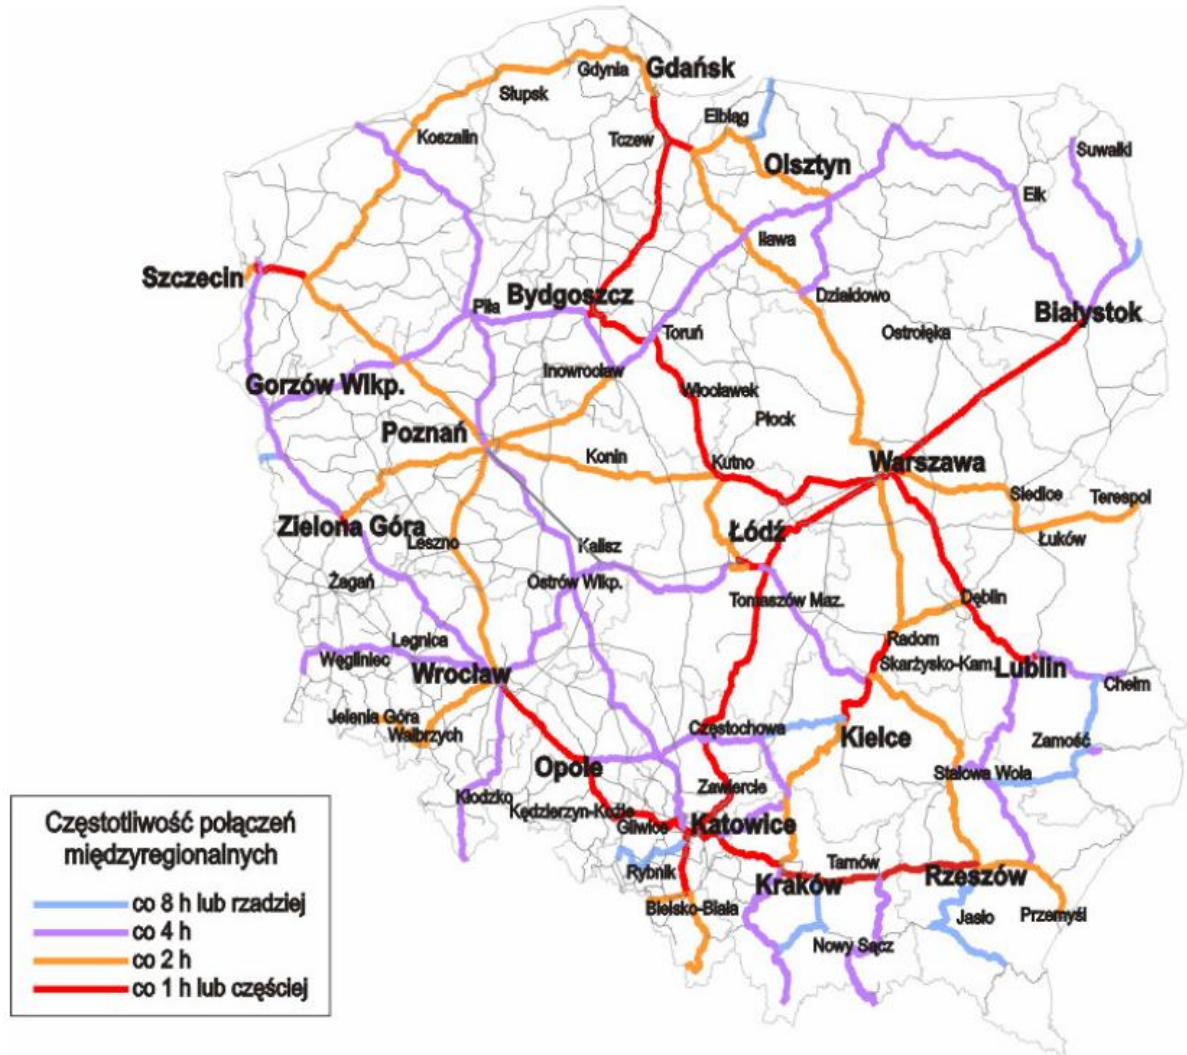 Gdynia
Gdańsk
Słupsk
Elbląg
Koszalin
Tczew
Olsztyn
Suwałki
Ełk
Iława
Szczecin
Bydgoszcz
Działdowo
Piła
Toruń
Ostrołęka
Białystok
Inowrocław
Gorzów Wlkp.
Włocławek
Płock
Poznań
Konin
Kutno
Warszawa
Siedlce
Terespol
Zielona Góra
Leszno
Łódź
Kalisz
Łuków
Żagań
Ostrów Wlkp.
Tomaszów Maz.
Dęblin
Legnica
Radom
Węgliniec
Wrocław
Skarżysko-Kam.
Lublin
Chełm
Jelenia Góra
Wałbrzych
Częstochowa
Kielce
Zamość
Opole
Stalowa Wola
Kłodzko
Zawiercie
Kędzierzyn-Koźle
Gliwice
Katowice
Rybnik
Kraków
Tarnów
Rzeszów
Bielsko-Biała
Jasło
Przemyśl
Nowy Sącz
Częstotliwość połączeń
międzyregionalnych
co 8 h lub rzadziej
co 4 h
co 2 h
co 1 h lub częściej